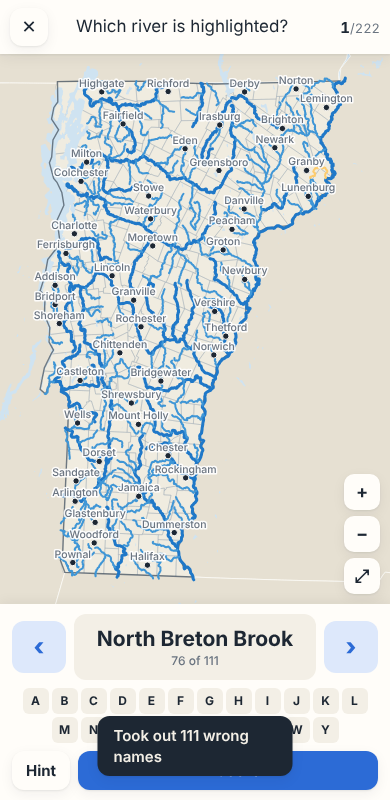 ✕ Which river is highlighted? 1/222
Highgate Richford Derby Norton
Lemington
Fairfield Irasburg Brighton
Eden Newark
Milton Greensboro Granby
Colchester Stowe Lunenburg
Danville
Waterbury Peacham
Charlotte Moretown Groton
Ferrisburgh
Addison Lincoln Newbury
Bridport Granville
Shoreham Rochester Vershire
Thetford
Chittenden Norwich
Castleton Bridgewater
Shrewsbury
Wells Mount Holly
Dorset Chester
Sandgate Rockingham
Arlington Jamaica
Glastenbury Dummerston
Woodford
Pownal Halifax
+
−
‹ North Breton Brook ›
76 of 111
A B C D E F G H I J K L
M N W Y
Took out 111 wrong
names
Hint